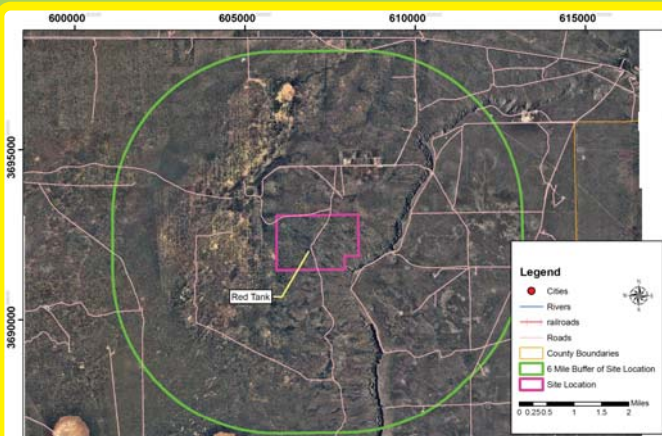 600000 605000 610000 615000
3695000
3690000
Red Tank
Legend
Cities
Rivers
railroads
Roads
County Boundaries
6 Mile Buffer of Site Location
Site Location
Miles
0 0.25 0.5 1 1.5 2